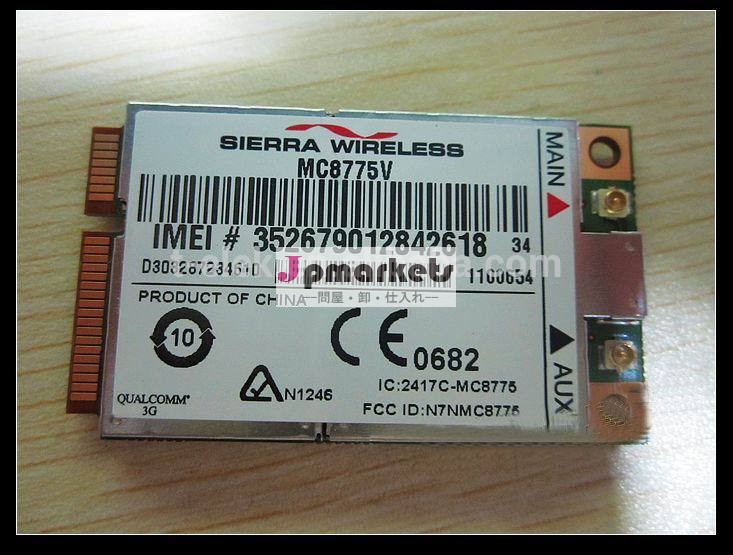 SIERRA WIRELESS
MC8775V
MAIN
IMEI # 352679012842618 34
1100654
Jpmarkets
PRODUCT OF CHINA
一問屋・卸・仕入れ一
10
CE 0682
N1246
IC:2417C-MC8775
QUALCOMM®
3G
FCC ID:N7NMC8775
AUX